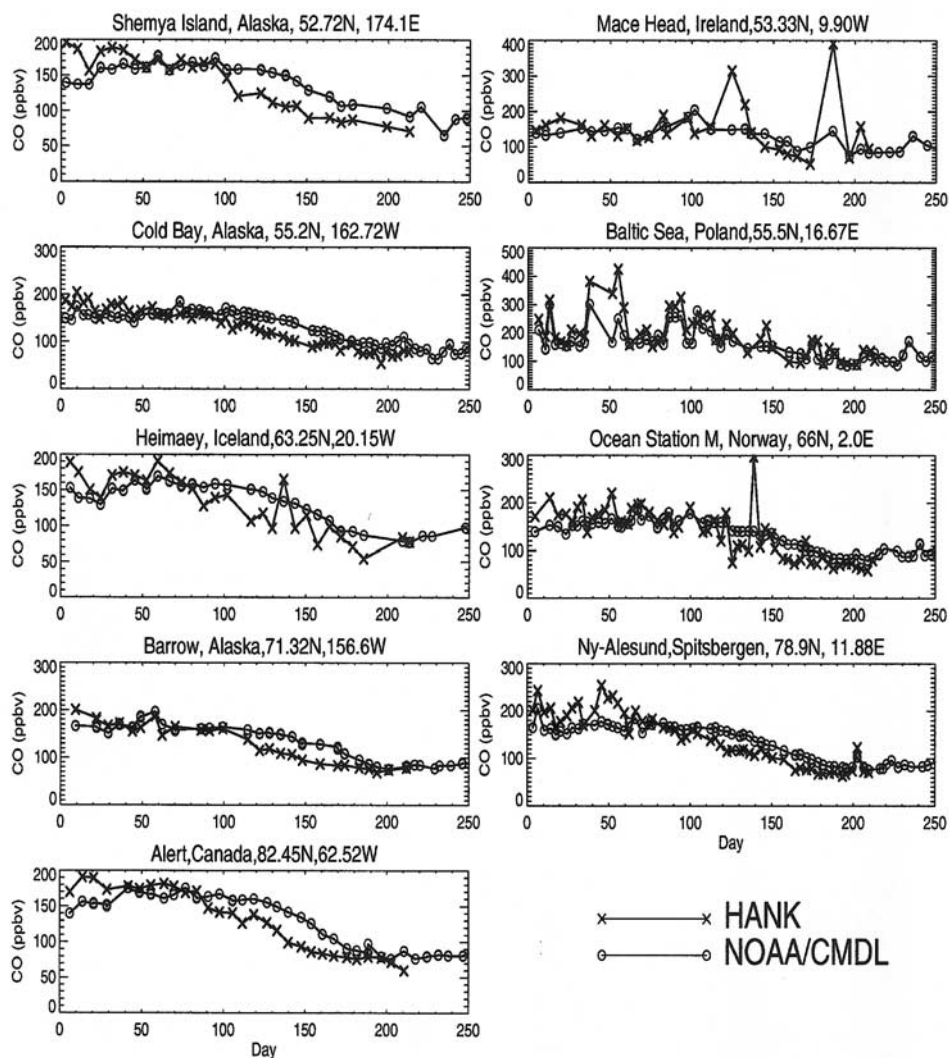 Shemya Island, Alaska, 52.72N, 174.1E
CO (ppbv)
200
150
100
50
0
0 50 100 150 200 250
Mace Head, Ireland,53.33N, 9.90W
CO (ppbv)
400
300
200
100
0
0 50 100 150 200 250
Cold Bay, Alaska, 55.2N, 162.72W
CO (ppbv)
300
200
100
0
0 50 100 150 200 250
Baltic Sea, Poland,55.5N,16.67E
CO (ppbv)
500
400
300
200
100
0
0 50 100 150 200 250
Heimaey, Iceland,63.25N,20.15W
CO (ppbv)
200
150
100
50
0
0 50 100 150 200 250
Ocean Station M, Norway, 66N, 2.0E
CO (ppbv)
300
200
100
0
0 50 100 150 200 250
Barrow, Alaska,71.32N,156.6W
CO (ppbv)
300
200
100
0
0 50 100 150 200 250
Ny-Alesund,Spitsbergen, 78.9N, 11.88E
CO (ppbv)
300
200
100
0
0 50 100 150 200 250
Day
Alert,Canada,82.45N,62.52W
CO (ppbv)
200
150
100
50
0
0 50 100 150 200 250
Day
HANK
NOAA/CMDL